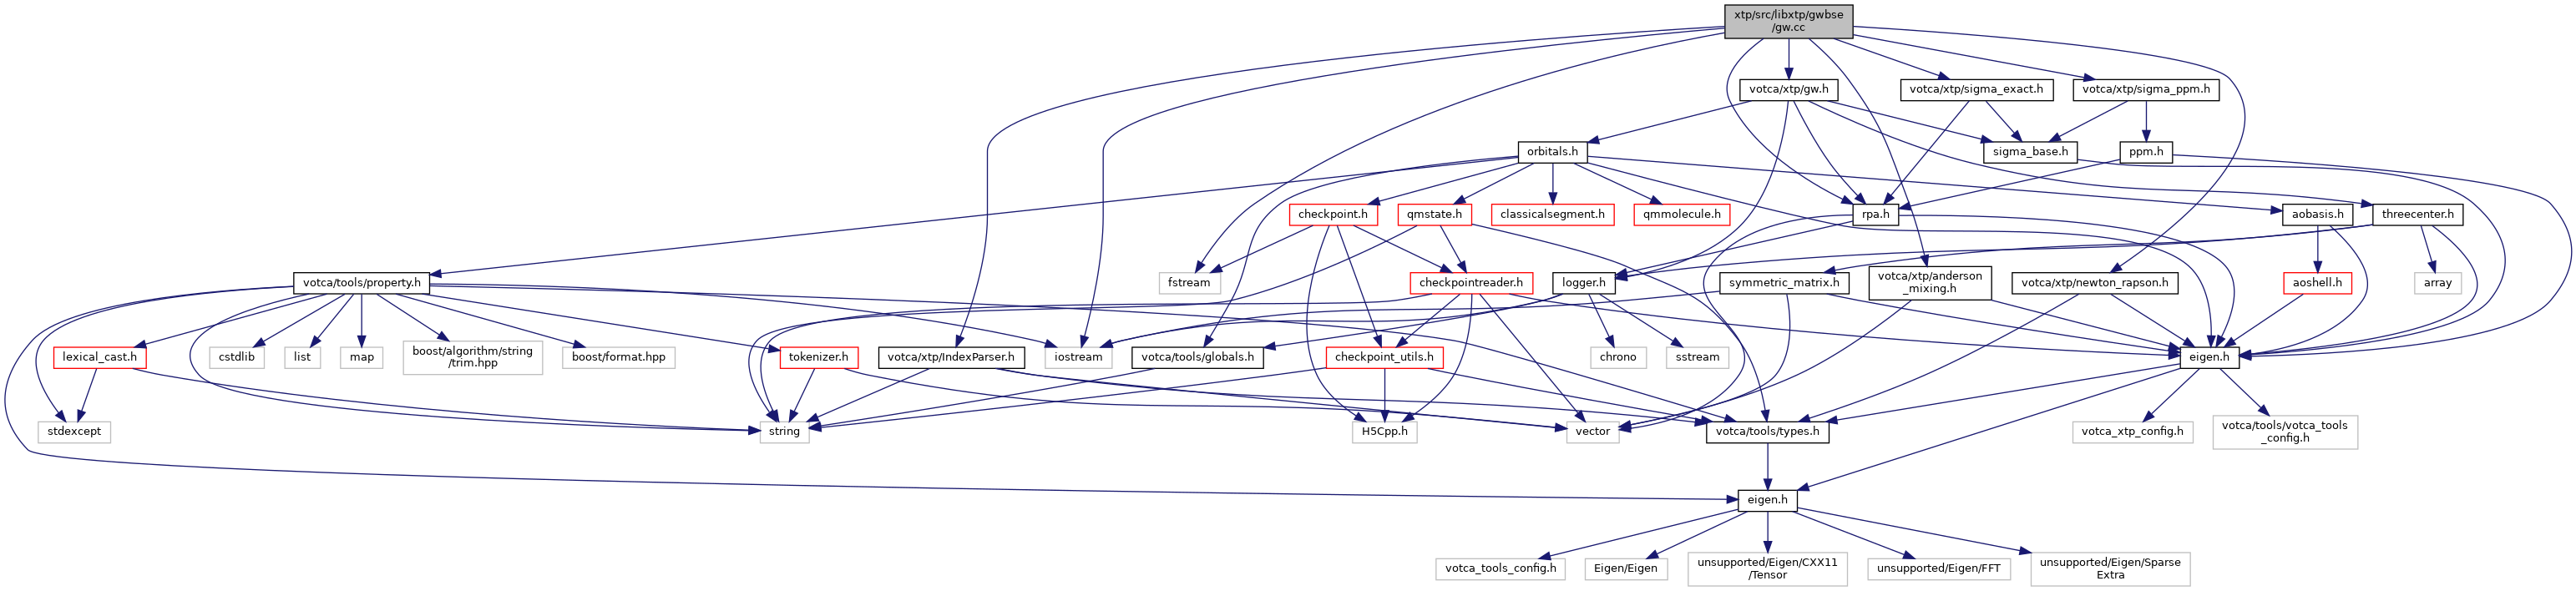 xtp/src/libxtp/gwbse
/gw.cc
votca/xtp/gw.h
votca/xtp/sigma_exact.h
votca/xtp/sigma_ppm.h
orbitals.h
sigma_base.h
ppm.h
checkpoint.h
qmstate.h
classicalsegment.h
qmmolecule.h
rpa.h
aobasis.h
threecenter.h
votca/tools/property.h
fstream
checkpointreader.h
logger.h
symmetric_matrix.h
votca/xtp/anderson
_mixing.h
votca/xtp/newton_rapson.h
aoshell.h
array
lexical_cast.h
cstdlib
list
map
boost/algorithm/string
/trim.hpp
boost/format.hpp
tokenizer.h
votca/xtp/IndexParser.h
iostream
votca/tools/globals.h
checkpoint_utils.h
chrono
sstream
eigen.h
stdexcept
string
H5Cpp.h
vector
votca/tools/types.h
votca_xtp_config.h
votca/tools/votca_tools
_config.h
eigen.h
votca_tools_config.h
Eigen/Eigen
unsupported/Eigen/CXX11
/Tensor
unsupported/Eigen/FFT
unsupported/Eigen/Sparse
Extra